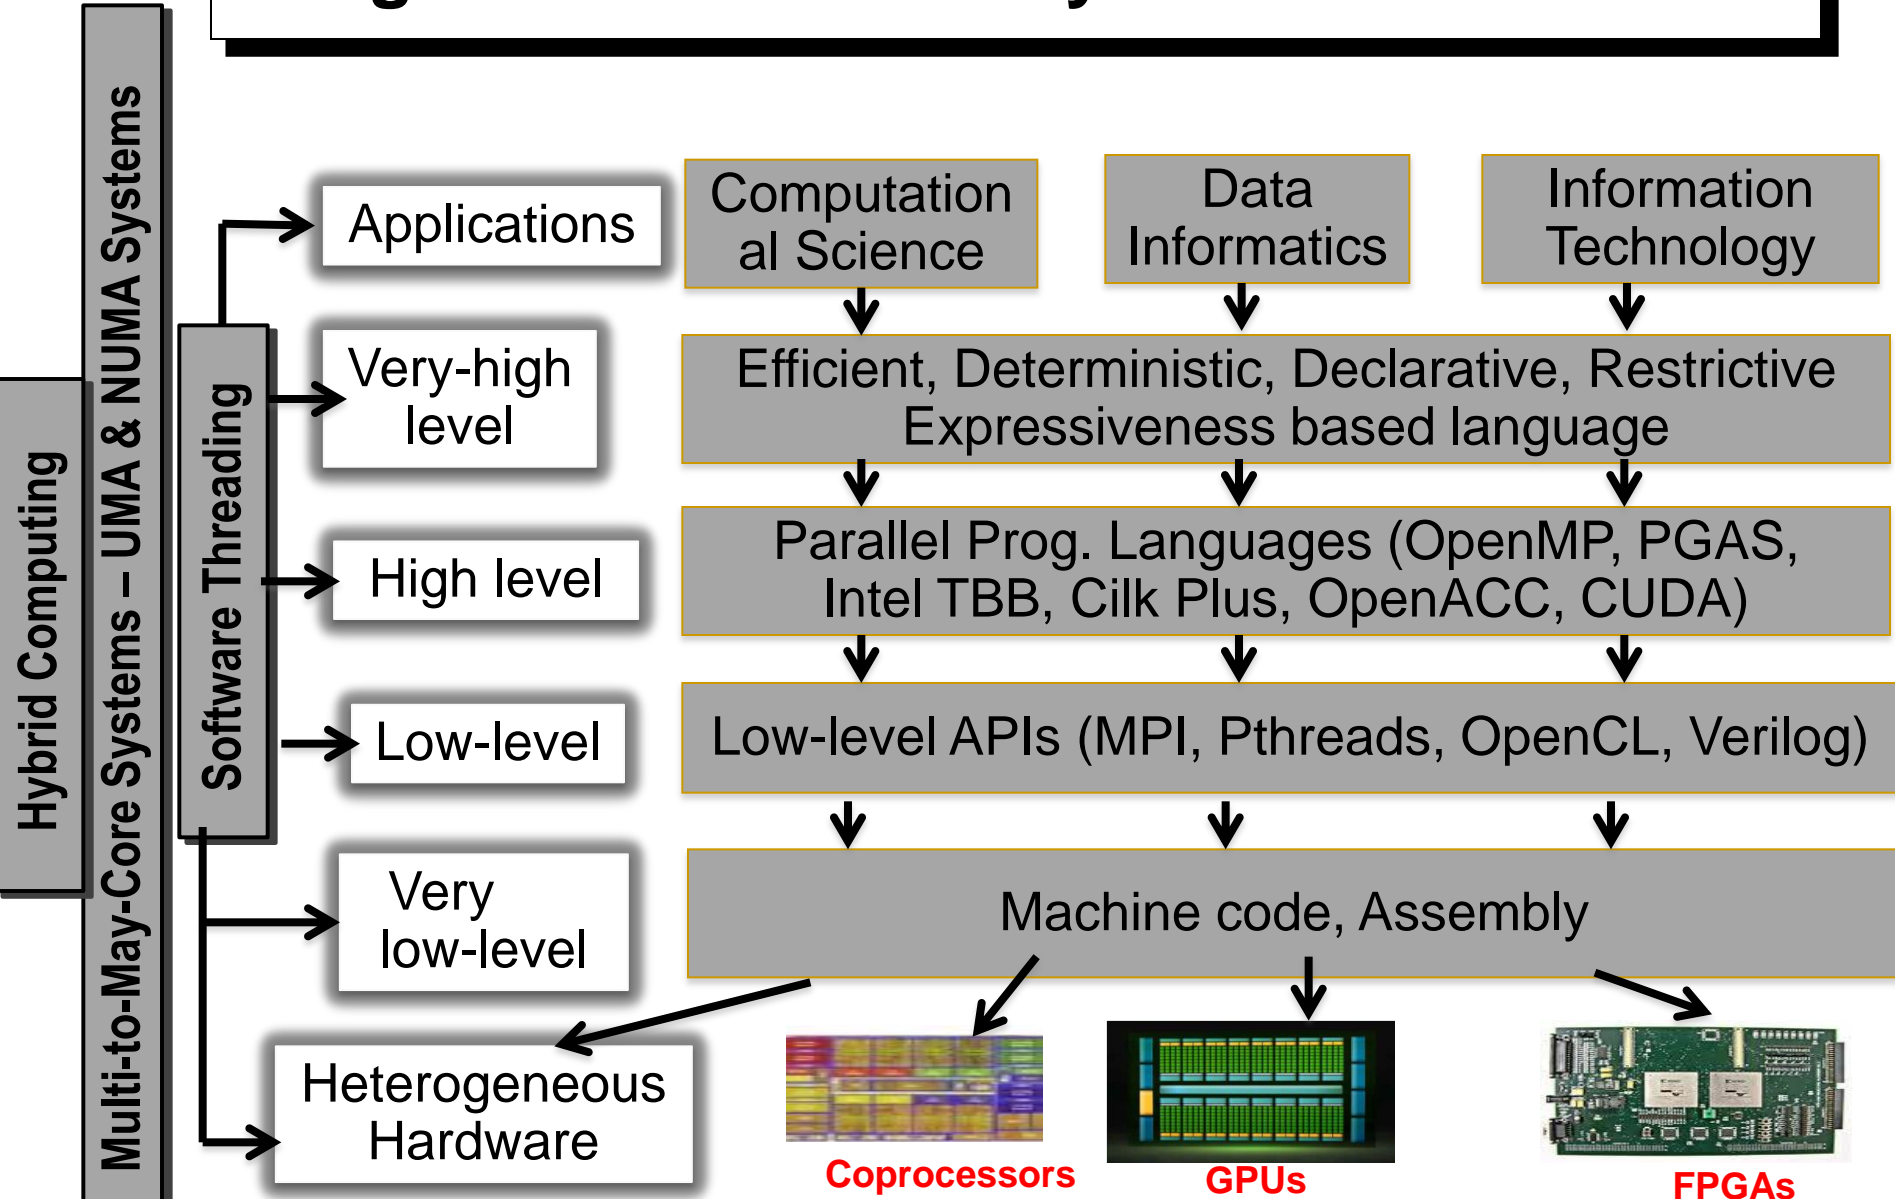 Hybrid Computing
Multi-to-May-Core Systems – UMA & NUMA Systems
Software Threading
Applications
Computation
al Science
Data
Informatics
Information
Technology
Very-high
level
Efficient, Deterministic, Declarative, Restrictive
Expressiveness based language
High level
Parallel Prog. Languages (OpenMP, PGAS,
Intel TBB, Cilk Plus, OpenACC, CUDA)
Low-level
Low-level APIs (MPI, Pthreads, OpenCL, Verilog)
Very
low-level
Machine code, Assembly
Heterogeneous
Hardware
Coprocessors
GPUs
FPGAs